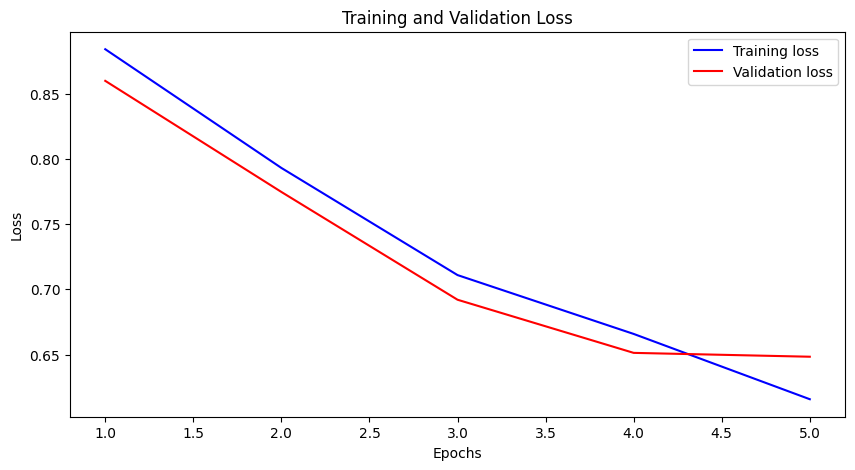 Training and Validation Loss
Training loss
Validation loss
0.85
0.80
0.75
0.70
0.65
Loss
1.0 1.5 2.0 2.5 3.0 3.5 4.0 4.5 5.0
Epochs